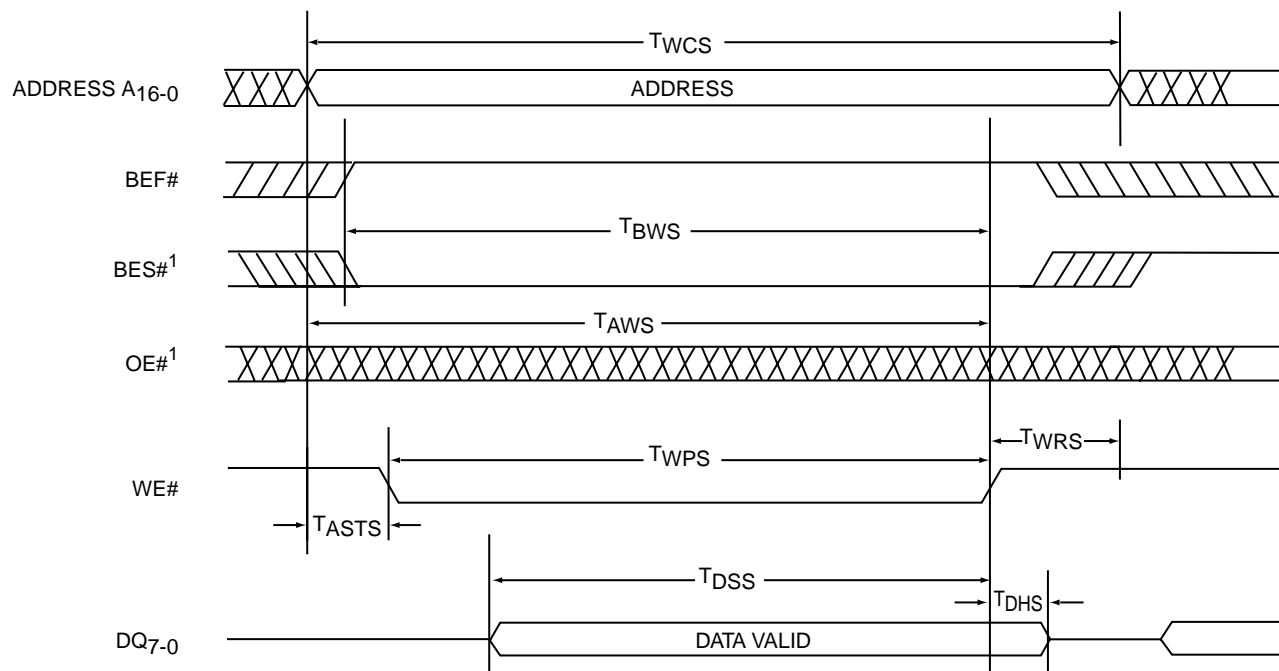 TWCS
ADDRESS A16-0 ADDRESS
BEF#
TBWS
BES#1
TAWS
OE#1
TWRS
TWPS
WE#
TASTS
TDSS
TDHS
DQ7-0 DATA VALID